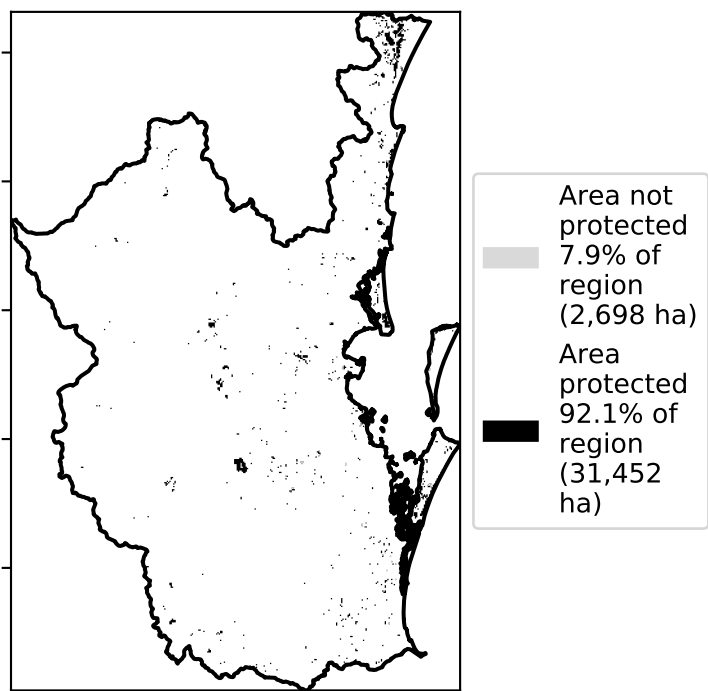 Area not
protected
7.9% of
region
(2,698 ha)
Area
protected
92.1% of
region
(31,452
ha)